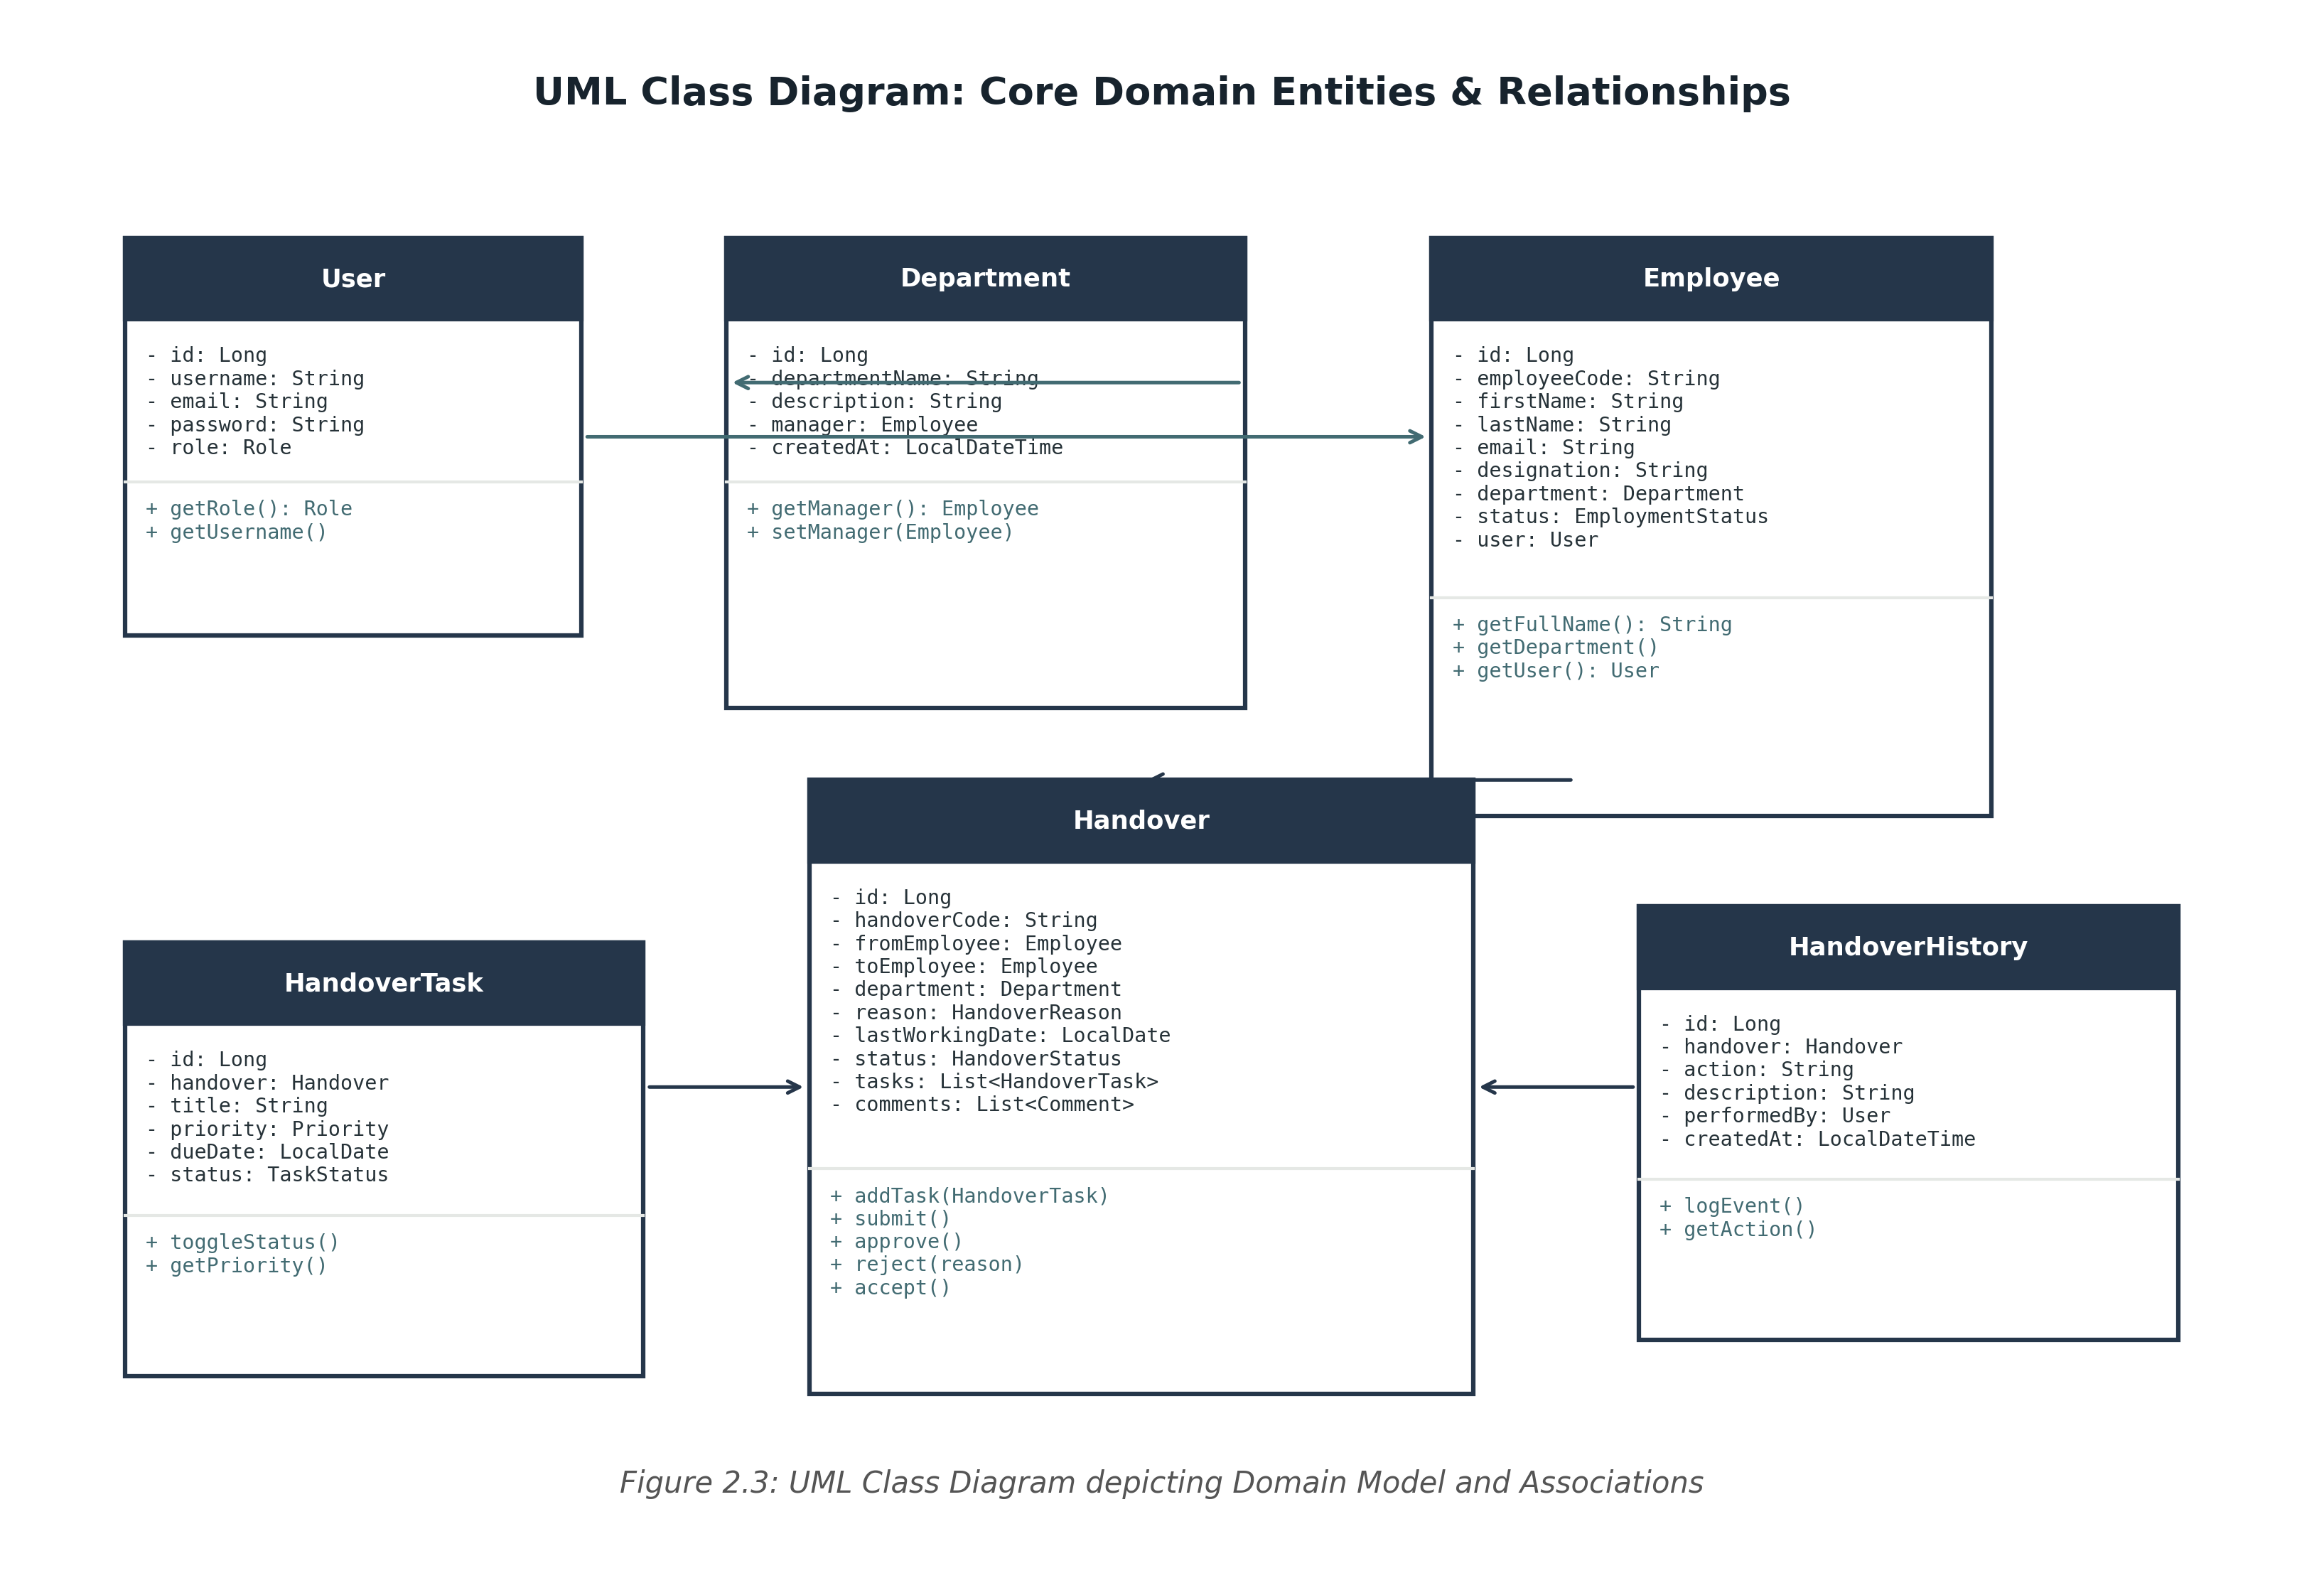 UML Class Diagram: Core Domain Entities & Relationships
User
- id: Long
- username: String
- email: String
- password: String
- role: Role
+ getRole(): Role
+ getUsername()
Department
- id: Long
- departmentName: String
- description: String
- manager: Employee
- createdAt: LocalDateTime
+ getManager(): Employee
+ setManager(Employee)
Employee
- id: Long
- employeeCode: String
- firstName: String
- lastName: String
- email: String
- designation: String
- department: Department
- status: EmploymentStatus
- user: User
+ getFullName(): String
+ getDepartment()
+ getUser(): User
HandoverTask
- id: Long
- handover: Handover
- title: String
- priority: Priority
- dueDate: LocalDate
- status: TaskStatus
+ toggleStatus()
+ getPriority()
Handover
- id: Long
- handoverCode: String
- fromEmployee: Employee
- toEmployee: Employee
- department: Department
- reason: HandoverReason
- lastWorkingDate: LocalDate
- status: HandoverStatus
- tasks: List<HandoverTask>
- comments: List<Comment>
+ addTask(HandoverTask)
+ submit()
+ approve()
+ reject(reason)
+ accept()
HandoverHistory
- id: Long
- handover: Handover
- action: String
- description: String
- performedBy: User
- createdAt: LocalDateTime
+ logEvent()
+ getAction()
Figure 2.3: UML Class Diagram depicting Domain Model and Associations